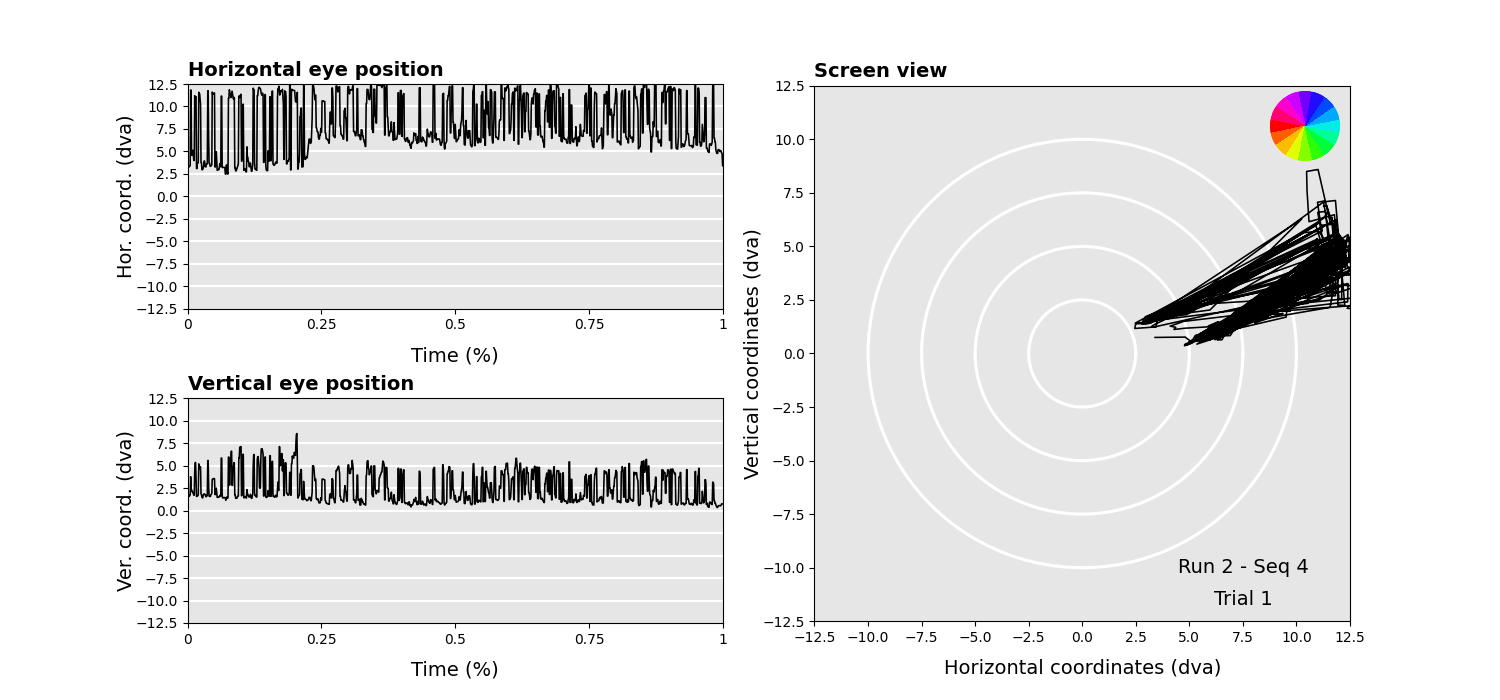 Horizontal eye position
Hor. coord. (dva)
12.5
10.0
7.5
5.0
2.5
0.0
−2.5
−5.0
−7.5
−10.0
−12.5
0 0.25 0.5 0.75 1
Time (%)
Vertical eye position
Ver. coord. (dva)
12.5
10.0
7.5
5.0
2.5
0.0
−2.5
−5.0
−7.5
−10.0
−12.5
0 0.25 0.5 0.75 1
Time (%)
Screen view
Vertical coordinates (dva)
12.5
10.0
7.5
5.0
2.5
0.0
−2.5
−5.0
−7.5
−10.0
−12.5
Run 2 - Seq 4
Trial 1
−12.5 −10.0 −7.5 −5.0 −2.5 0.0 2.5 5.0 7.5 10.0 12.5
Horizontal coordinates (dva)